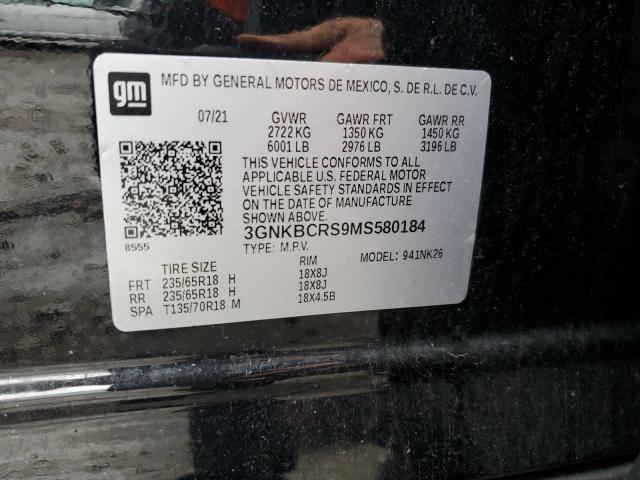 gm
MFD BY GENERAL MOTORS DE MEXICO, S. DE R.L. DE C.V.
07/21 GVWR GAWR FRT GAWR RR
2722 KG 1350 KG 1450 KG
6001 LB 2976 LB 3196 LB
THIS VEHICLE CONFORMS TO ALL
APPLICABLE U.S. FEDERAL MOTOR
VEHICLE SAFETY STANDARDS IN EFFECT
ON THE DATE OF MANUFACTURE
3GNKBCRS9MS580184
8555
TYPE: M.P.V. MODEL: 941NK26
TIRE SIZE RIM
FRT 235/65R18 H 18X8J
RR 235/65R18 H 18X8J
SPA T135/70R18 M 18X4.5B